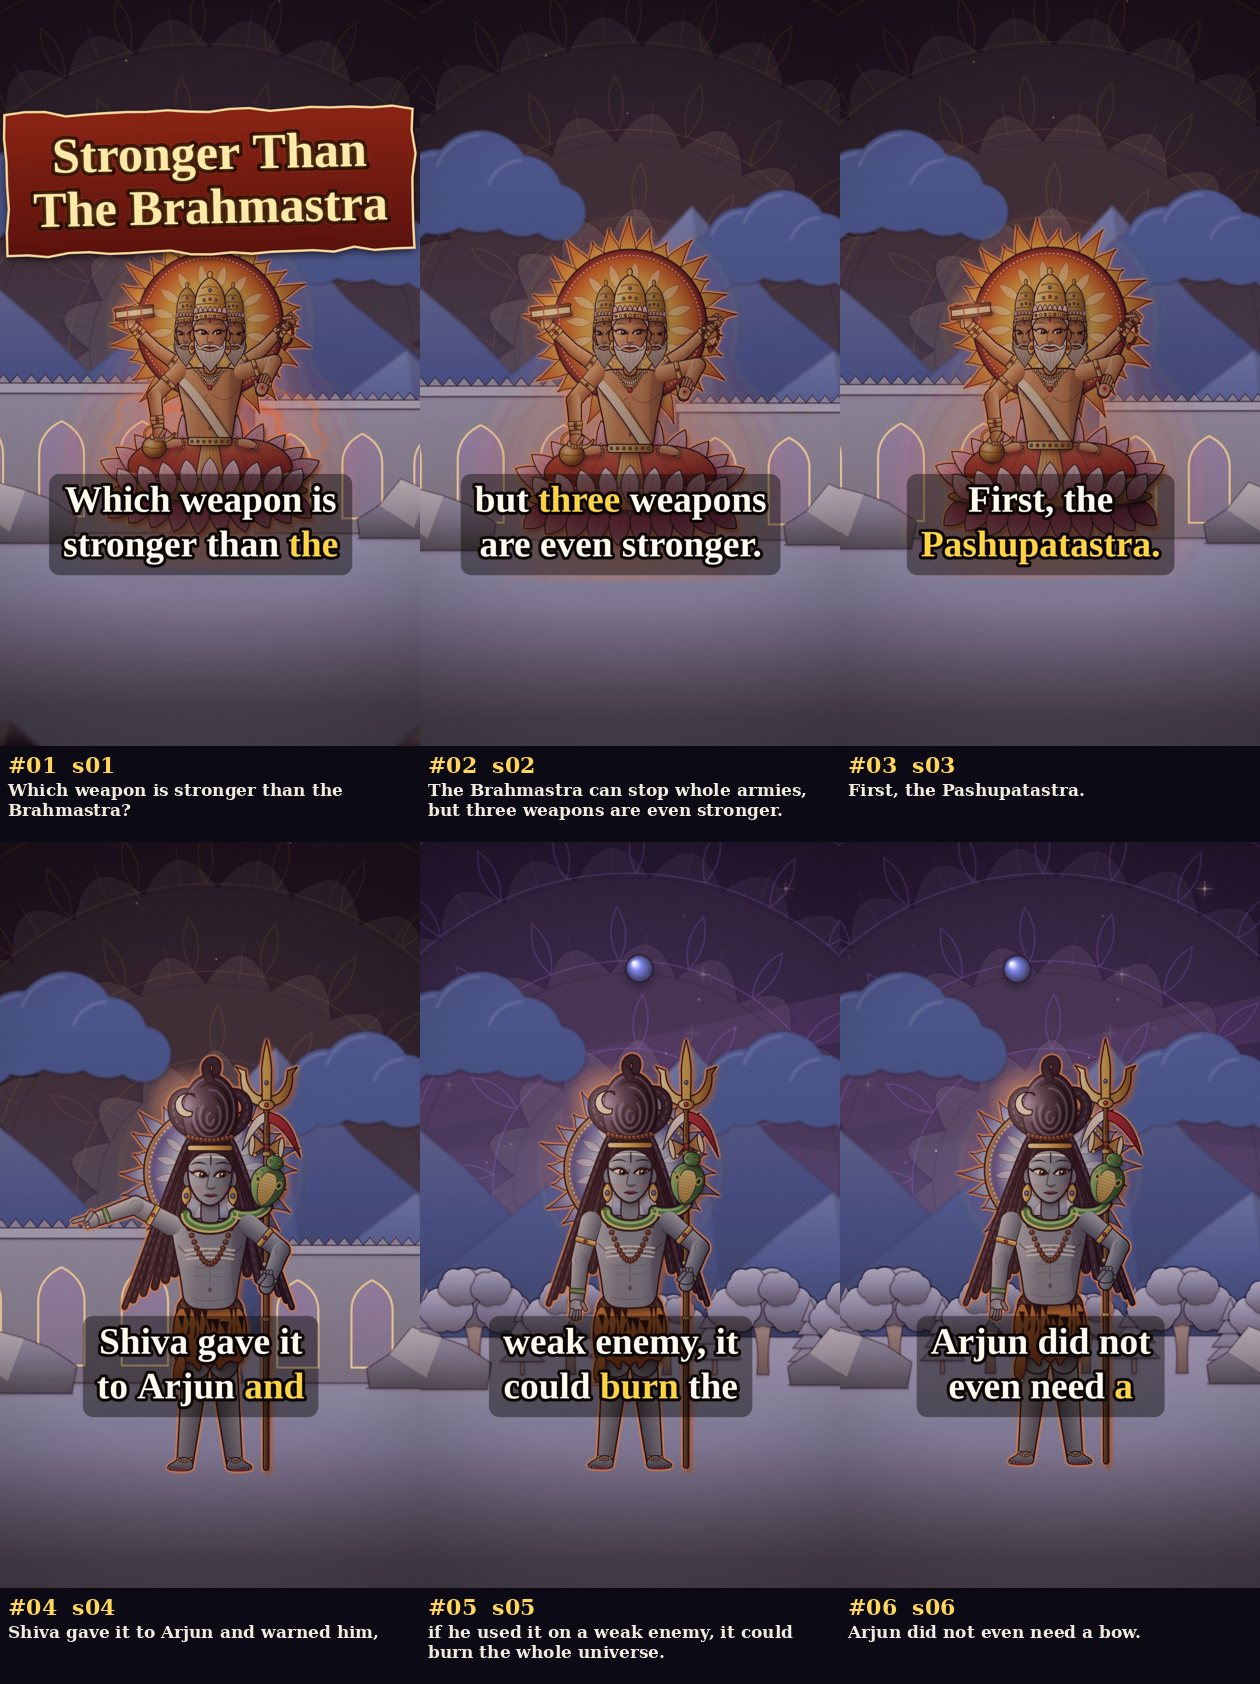 Stronger Than
The Brahmastra
Which weapon is
stronger than the
but three weapons
are even stronger.
First, the
Pashupatastra.
#01 s01
Which weapon is stronger than the
Brahmastra?
#02 s02
The Brahmastra can stop whole armies,
but three weapons are even stronger.
#03 s03
First, the Pashupatastra.
Shiva gave it
to Arjun and
weak enemy, it
could burn the
Arjun did not
even need a
#04 s04
Shiva gave it to Arjun and warned him,
#05 s05
if he used it on a weak enemy, it could
burn the whole universe.
#06 s06
Arjun did not even need a bow.